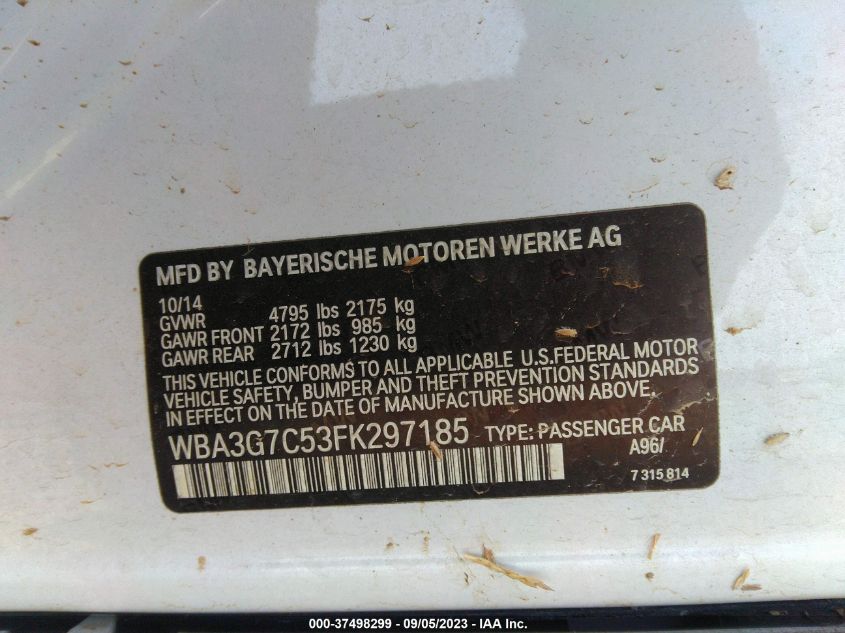 MFD BY BAYERISCHE MOTOREN WERKE AG
10/14
GVWR 4795 lbs 2175 kg
GAWR FRONT 2172 lbs 985 kg
GAWR REAR 2712 lbs 1230 kg
THIS VEHICLE CONFORMS TO ALL APPLICABLE U.S.FEDERAL MOTOR
VEHICLE SAFETY, BUMPER AND THEFT PREVENTION STANDARDS
IN EFFECT ON THE DATE OF MANUFACTURE SHOWN ABOVE.
WBA3G7C53FK297185 TYPE: PASSENGER CAR
A96/
7 315 814
000-37498299 - 09/05/2023 - IAA Inc.